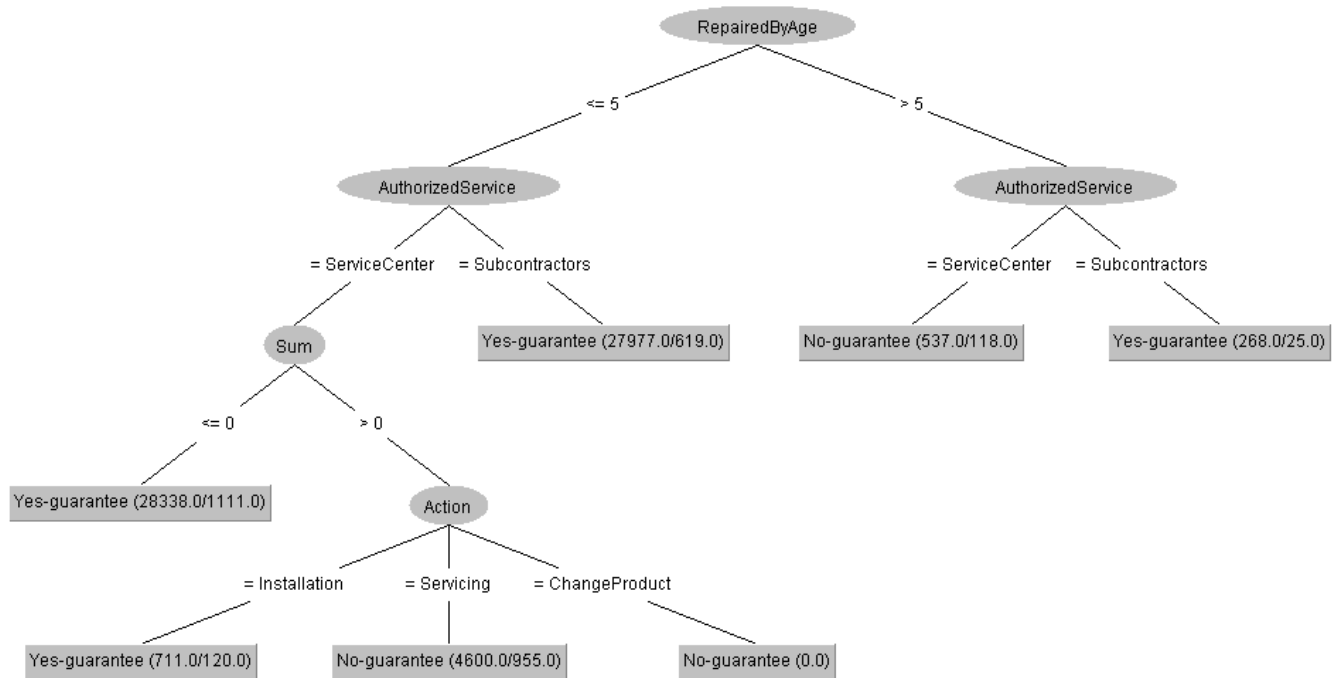 RepairedByAge
<= 5
> 5
AuthorizedService
AuthorizedService
= ServiceCenter
= Subcontractors
= ServiceCenter
= Subcontractors
Sum
Yes-guarantee (27977.0/619.0)
No-guarantee (537.0/118.0)
Yes-guarantee (268.0/25.0)
<= 0
> 0
Yes-guarantee (28338.0/1111.0)
Action
= Installation
= Servicing
= ChangeProduct
Yes-guarantee (711.0/120.0)
No-guarantee (4600.0/955.0)
No-guarantee (0.0)